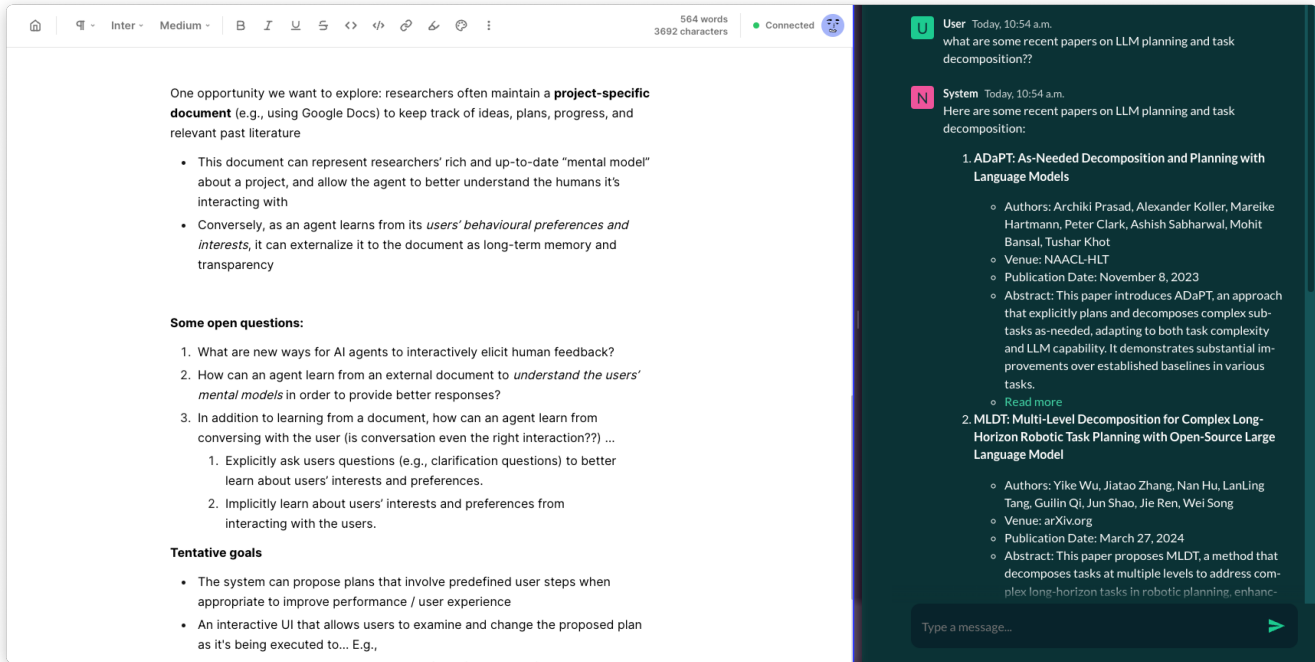 Inter
Medium
564 words
3692 characters
Connected
One opportunity we want to explore: researchers often maintain a project-specific
document (e.g., using Google Docs) to keep track of ideas, plans, progress, and
relevant past literature
• This document can represent researchers’ rich and up-to-date “mental model”
about a project, and allow the agent to better understand the humans it’s
interacting with
• Conversely, as an agent learns from its users’ behavioural preferences and
interests, it can externalize it to the document as long-term memory and
transparency
Some open questions:
1. What are new ways for AI agents to interactively elicit human feedback?
2. How can an agent learn from an external document to understand the users’
mental models in order to provide better responses?
3. In addition to learning from a document, how can an agent learn from
conversing with the user (is conversation even the right interaction??) ...
1. Explicitly ask users questions (e.g., clarification questions) to better
learn about users’ interests and preferences.
2. Implicitly learn about users’ interests and preferences from
interacting with the users.
Tentative goals
• The system can propose plans that involve predefined user steps when
appropriate to improve performance / user experience
• An interactive UI that allows users to examine and change the proposed plan
as it's being executed to... E.g.,
U
User Today, 10:54 a.m.
what are some recent papers on LLM planning and task
decomposition??
N
System Today, 10:54 a.m.
Here are some recent papers on LLM planning and task
decomposition:
1. ADaPT: As-Needed Decomposition and Planning with
Language Models
◦ Authors: Archiki Prasad, Alexander Koller, Mareike
Hartmann, Peter Clark, Ashish Sabharwal, Mohit
Bansal, Tushar Khot
◦ Venue: NAACL-HLT
◦ Publication Date: November 8, 2023
◦ Abstract: This paper introduces ADaPT, an approach
that explicitly plans and decomposes complex sub-
tasks as-needed, adapting to both task complexity
and LLM capability. It demonstrates substantial im-
provements over established baselines in various
tasks.
◦ Read more
2. MLDT: Multi-Level Decomposition for Complex Long-
Horizon Robotic Task Planning with Open-Source Large
Language Model
◦ Authors: Yike Wu, Jiatao Zhang, Nan Hu, LanLing
Tang, Guilin Qi, Jun Shao, Jie Ren, Wei Song
◦ Venue: arXiv.org
◦ Publication Date: March 27, 2024
◦ Abstract: This paper proposes MLDT, a method that
decomposes tasks at multiple levels to address com-
plex long-horizon tasks in robotic planning, enhanc-
Type a message...